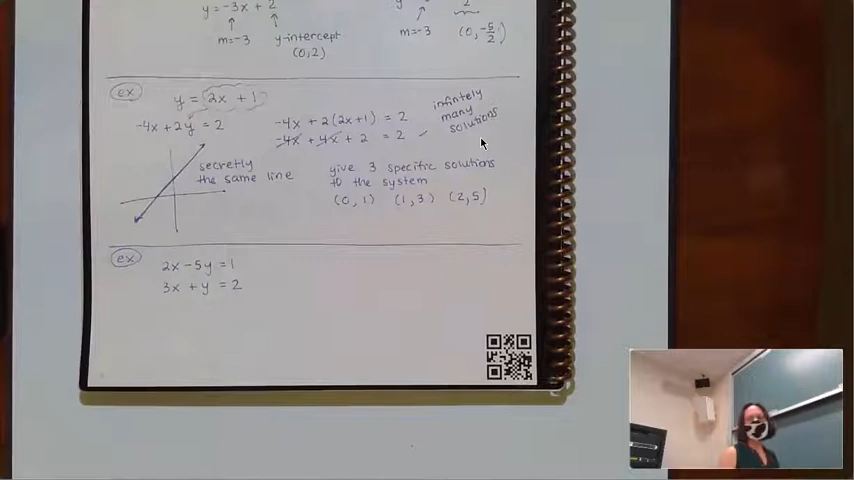 y = -3x + 2
m=-3 y-intercept
(0,2)
y
2
m=-3 (0, -5/2)
ex
y = 2x + 1
-4x + 2y = 2
-4x + 2(2x+1) = 2
-4x + 4x + 2 = 2 ✓
infinitely
many
solutions
secretly
the same line
give 3 specific solutions
to the system
(0, 1) (1, 3) (2, 5)
ex
2x - 5y = 1
3x + y = 2